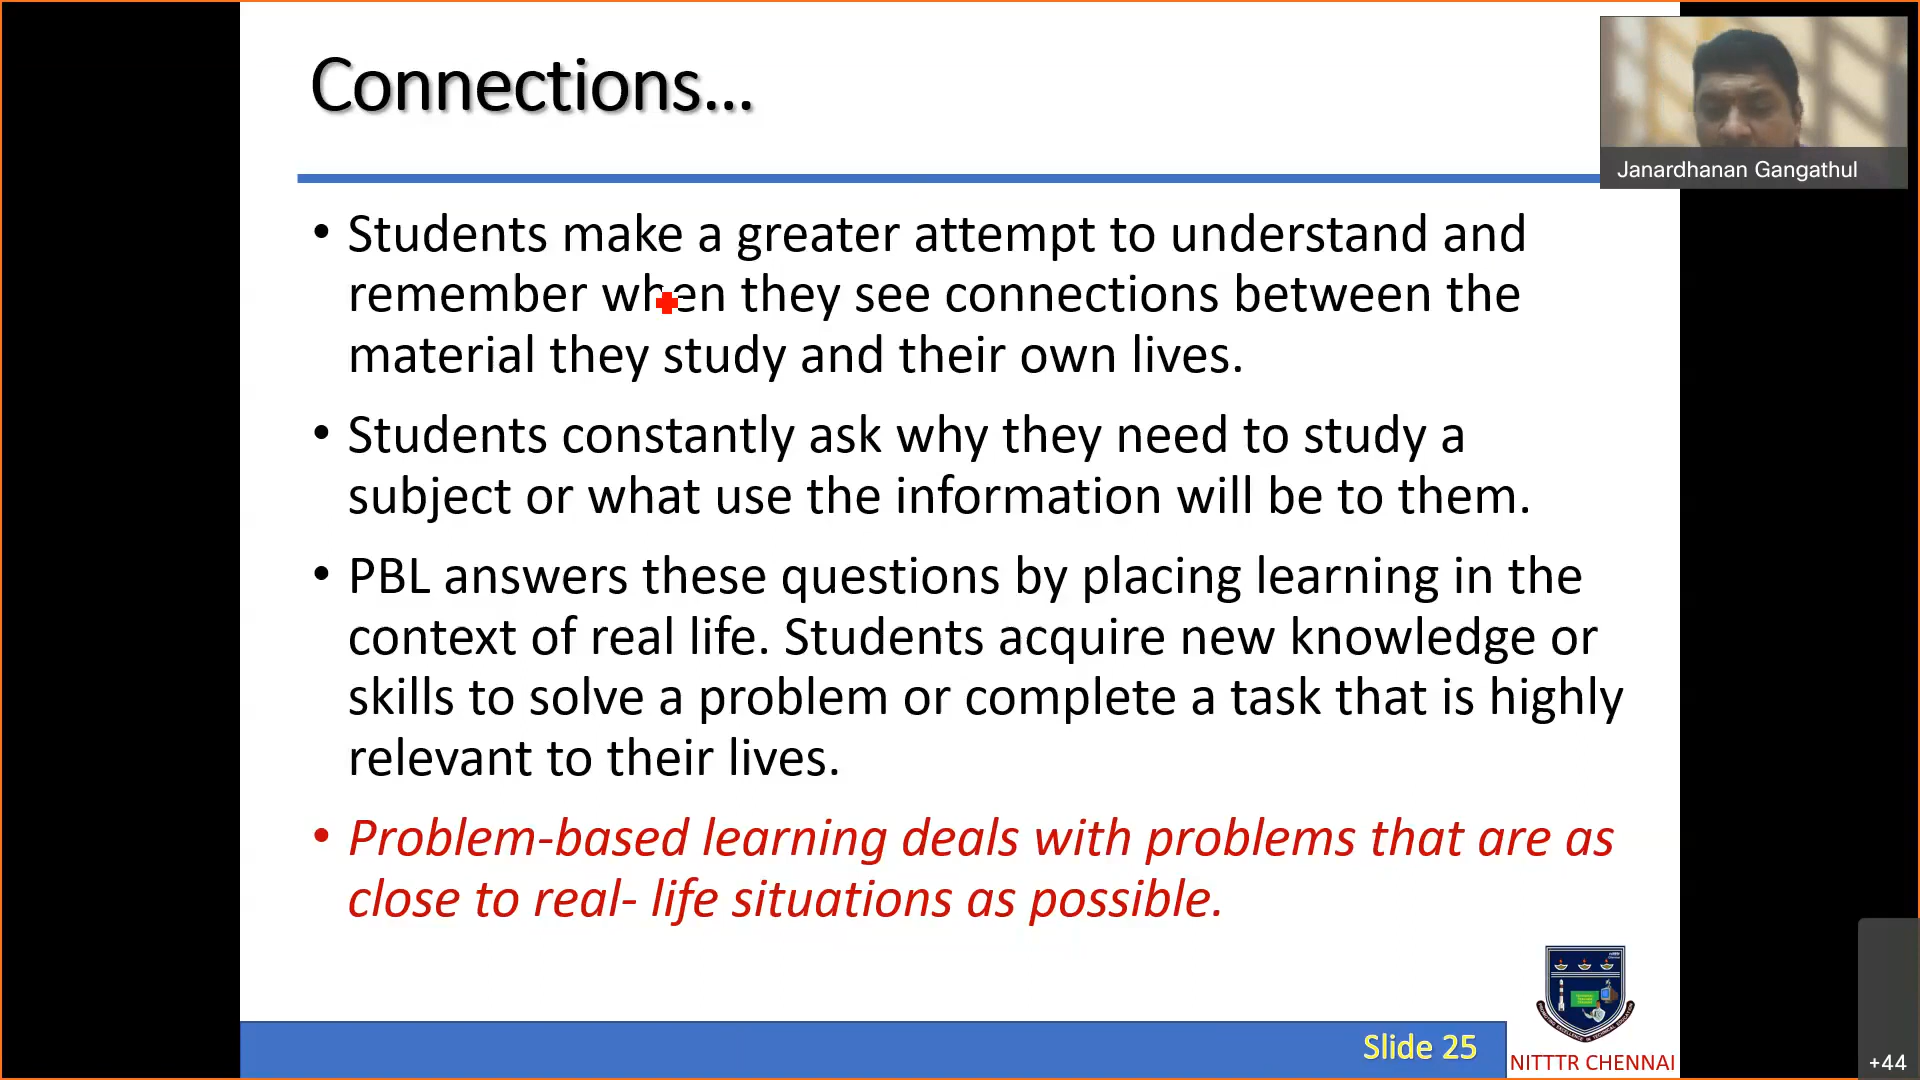 Connections...
Janardhanan Gangathul
• Students make a greater attempt to understand and
remember when they see connections between the
material they study and their own lives.
• Students constantly ask why they need to study a
subject or what use the information will be to them.
• PBL answers these questions by placing learning in the
context of real life. Students acquire new knowledge or
skills to solve a problem or complete a task that is highly
relevant to their lives.
• Problem-based learning deals with problems that are as
close to real- life situations as possible.
Slide 25
NITTTR CHENNAI
+44